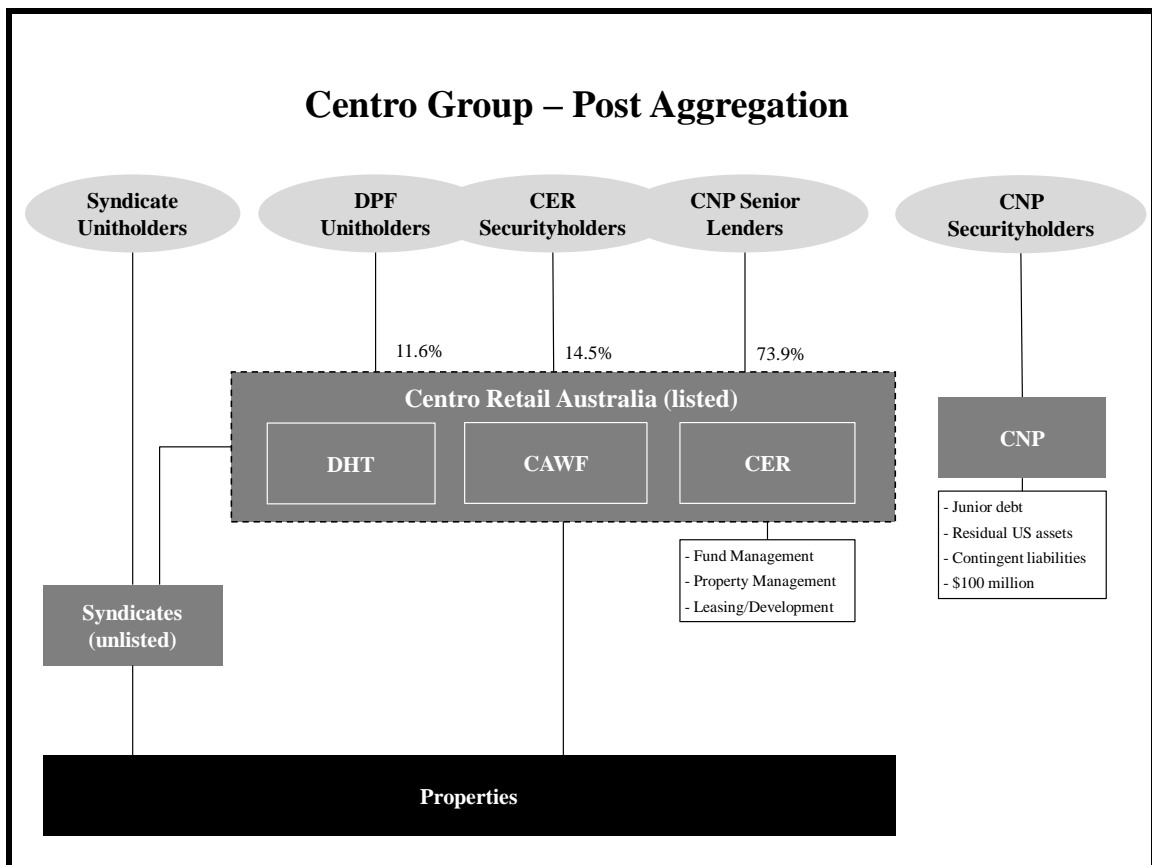 Centro Group – Post Aggregation
Syndicate
Unitholders
DPF
Unitholders
CER
Securityholders
CNP Senior
Lenders
CNP
Securityholders
11.6%
14.5%
73.9%
Centro Retail Australia (listed)
DHT
CAWF
CER
CNP
- Junior debt
- Residual US assets
- Contingent liabilities
- $100 million
- Fund Management
- Property Management
- Leasing/Development
Syndicates
(unlisted)
Properties